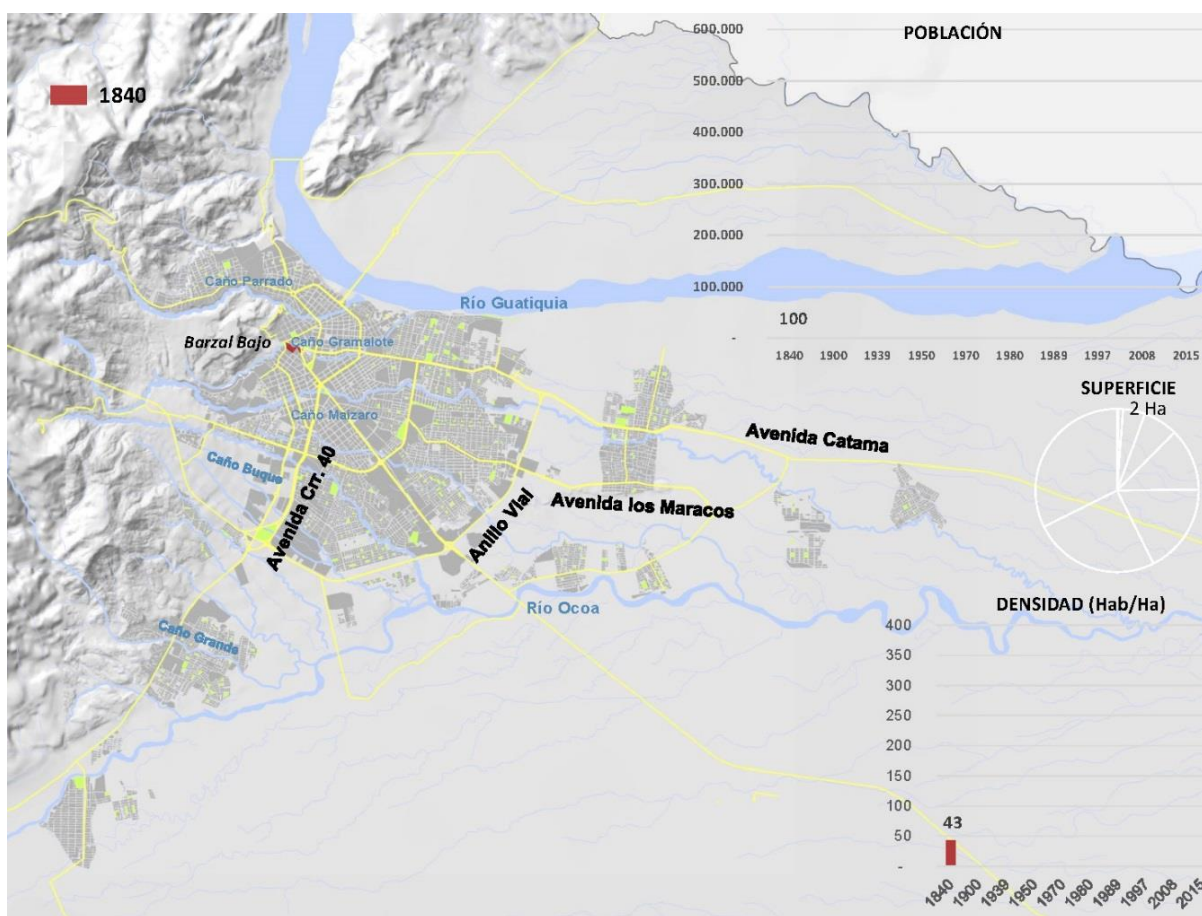 1840
POBLACIÓN
600.000
500.000
400.000
300.000
200.000
100.000
-
100
1840 1900 1939 1950 1970 1980 1989 1997 2008 2015
Caño Parrado
Río Guatiquia
Barzal Bajo
Caño Gramalote
Caño Maizaro
Caño Buque
Avenida Crr. 40
Avenida Catama
Avenida los Maracos
Anillo Vial
Río Ocoa
Caño Grande
SUPERFICIE
2 Ha
DENSIDAD (Hab/Ha)
400
350
300
250
200
150
100
50
-
43
1840 1900 1939 1950 1970 1980 1989 1997 2008 2015